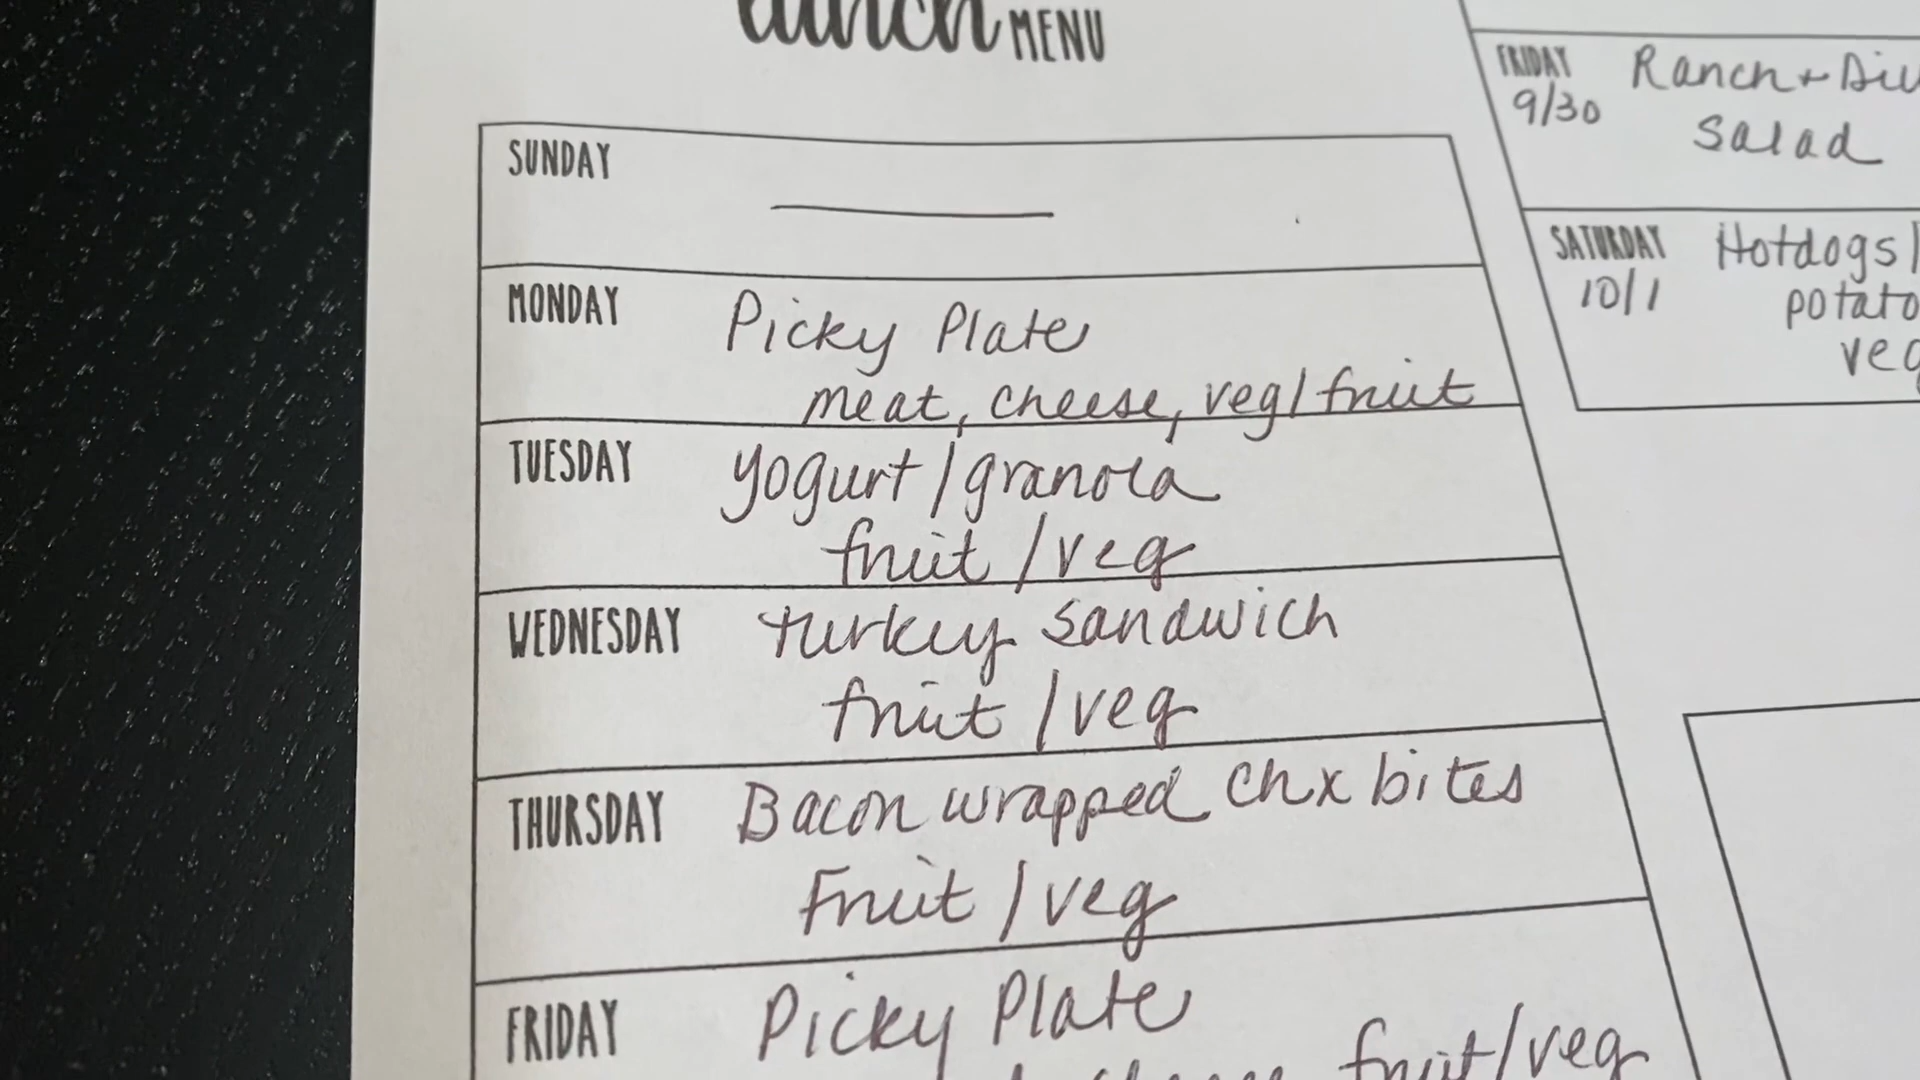 lunch MENU
SUNDAY
MONDAY Picky Plate
meat, cheese, veg/fruit
TUESDAY yogurt/granola
fruit/veg
WEDNESDAY turkey sandwich
fruit/veg
THURSDAY Bacon wrapped chx bites
Fruit/veg
FRIDAY Picky Plate
fruit/veg
FRIDAY Ranch +
9/30 Salad
SATURDAY Hotdogs/
10/1